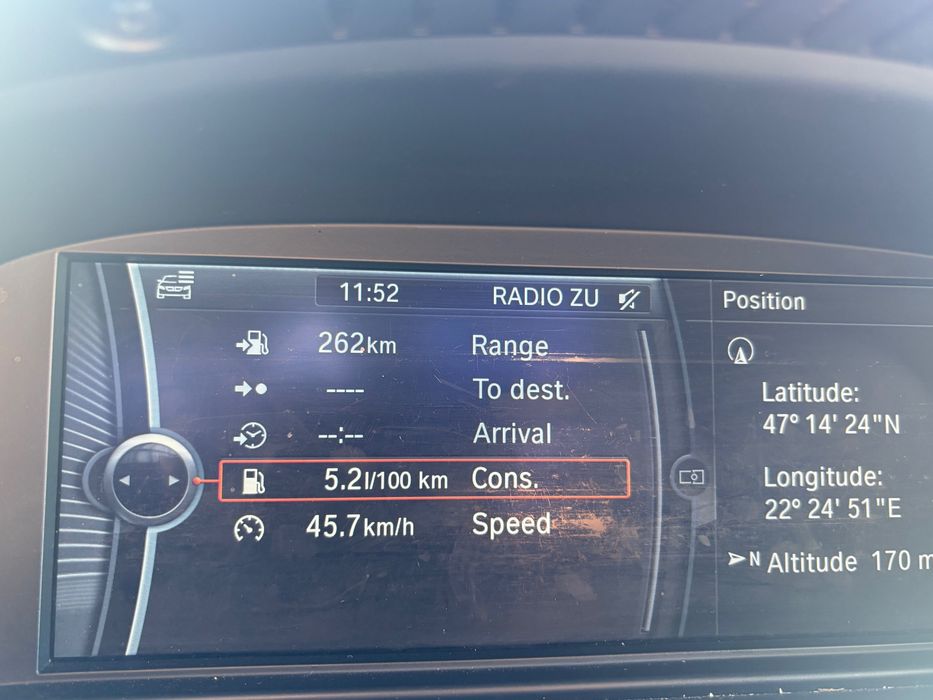 11:52 RADIO ZU
262km Range
---- To dest.
--:-- Arrival
5.2l/100 km Cons.
45.7km/h Speed
Position
Latitude:
47° 14' 24"N
Longitude:
22° 24' 51"E
N Altitude 170 m